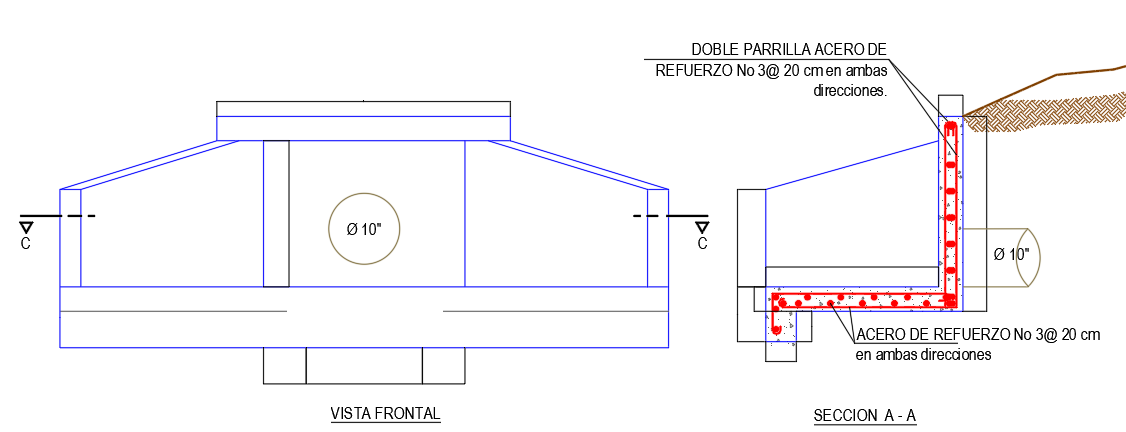 DOBLE PARRILLA ACERO DE
REFUERZO No 3@ 20 cm en ambas
direcciones.
Ø 10"
C
C
Ø 10"
ACERO DE REFUERZO No 3@ 20 cm
en ambas direcciones
VISTA FRONTAL
SECCION A - A